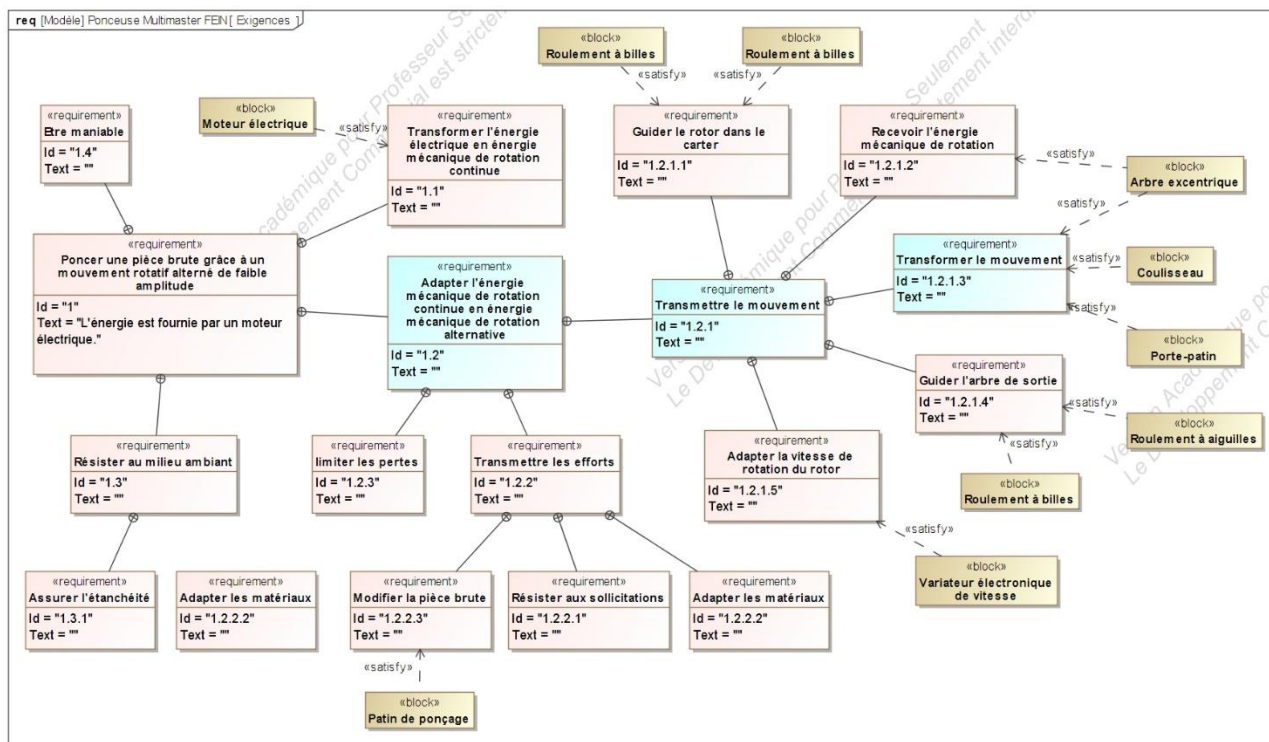 req [Modèle] Ponceuse Multimaster FEIN [ Exigences ]
«block»
Roulement à billes
«block»
Roulement à billes
«satisfy»
«satisfy»
«block»
Moteur électrique
«satisfy»
«requirement»
Etre maniable
Id = "1.4"
Text = ""
«requirement»
Transformer l'énergie
électrique en énergie
mécanique de rotation
continue
Id = "1.1"
Text = ""
«requirement»
Guider le rotor dans le
carter
Id = "1.2.1.1"
Text = ""
«requirement»
Recevoir l'énergie
mécanique de rotation
Id = "1.2.1.2"
Text = ""
«satisfy»
«block»
Arbre excentrique
«satisfy»
«requirement»
Poncer une pièce brute grâce à un
mouvement rotatif alterné de faible
amplitude
Id = "1"
Text = "L'énergie est fournie par un moteur
électrique."
«requirement»
Adapter l'énergie
mécanique de rotation
continue en énergie
mécanique de rotation
alternative
Id = "1.2"
Text = ""
«requirement»
Transmettre le mouvement
Id = "1.2.1"
Text = ""
«requirement»
Transformer le mouvement
Id = "1.2.1.3"
Text = ""
«satisfy»
«block»
Coulisseau
«satisfy»
«block»
Porte-patin
«requirement»
Guider l'arbre de sortie
Id = "1.2.1.4"
Text = ""
«satisfy»
«block»
Roulement à aiguilles
«satisfy»
«block»
Roulement à billes
«requirement»
Résister au milieu ambiant
Id = "1.3"
Text = ""
«requirement»
limiter les pertes
Id = "1.2.3"
Text = ""
«requirement»
Transmettre les efforts
Id = "1.2.2"
Text = ""
«requirement»
Adapter la vitesse de
rotation du rotor
Id = "1.2.1.5"
Text = ""
«satisfy»
«block»
Variateur électronique
de vitesse
«requirement»
Assurer l'étanchéité
Id = "1.3.1"
Text = ""
«requirement»
Adapter les matériaux
Id = "1.2.2.2"
Text = ""
«requirement»
Modifier la pièce brute
Id = "1.2.2.3"
Text = ""
«requirement»
Résister aux sollicitations
Id = "1.2.2.1"
Text = ""
«requirement»
Adapter les matériaux
Id = "1.2.2.2"
Text = ""
«satisfy»
«block»
Patin de ponçage